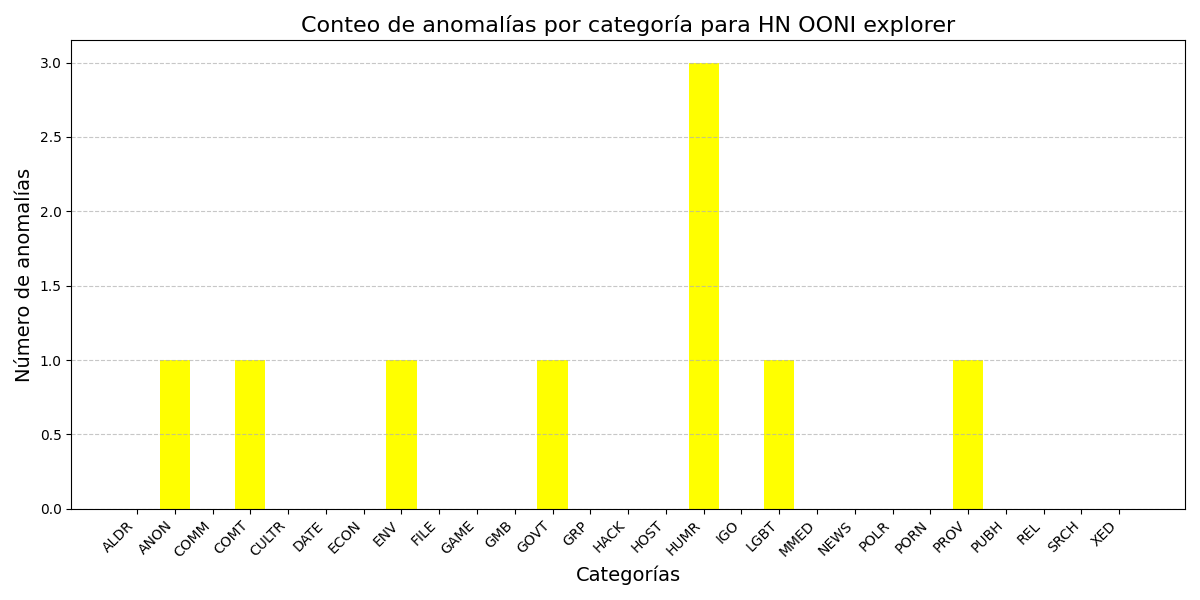 Conteo de anomalías por categoría para HN OONI explorer
Número de anomalías
3.0
2.5
2.0
1.5
1.0
0.5
0.0
ALDR
ANON
COMM
COMT
CULTR
DATE
ECON
ENV
FILE
GAME
GMB
GOVT
GRP
HACK
HOST
HUMR
IGO
LGBT
MMED
NEWS
POLR
PORN
PROV
PUBH
REL
SRCH
XED
Categorías